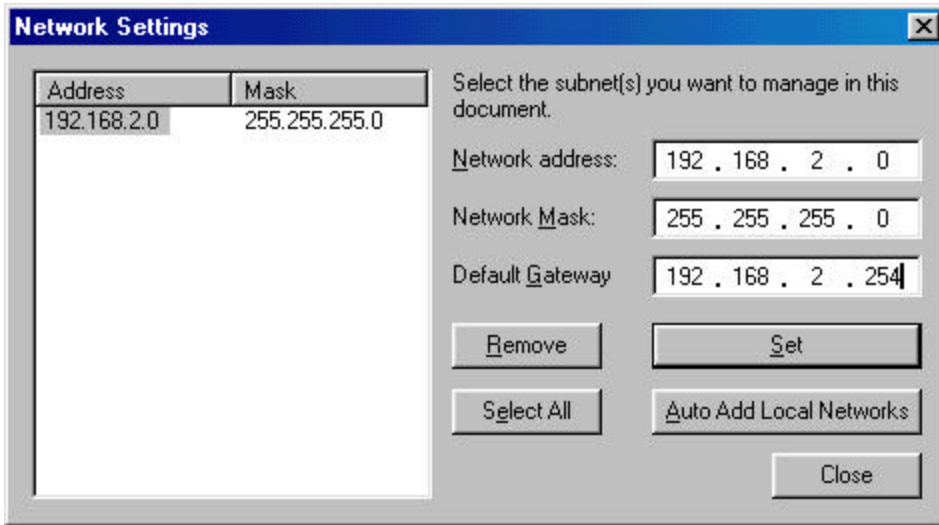 Network Settings
Address Mask
192.168.2.0 255.255.255.0
Select the subnet(s) you want to manage in this
document.
Network address: 192 . 168 . 2 . 0
Network Mask: 255 . 255 . 255 . 0
Default Gateway 192 . 168 . 2 . 254
Remove Set
Select All Auto Add Local Networks
Close